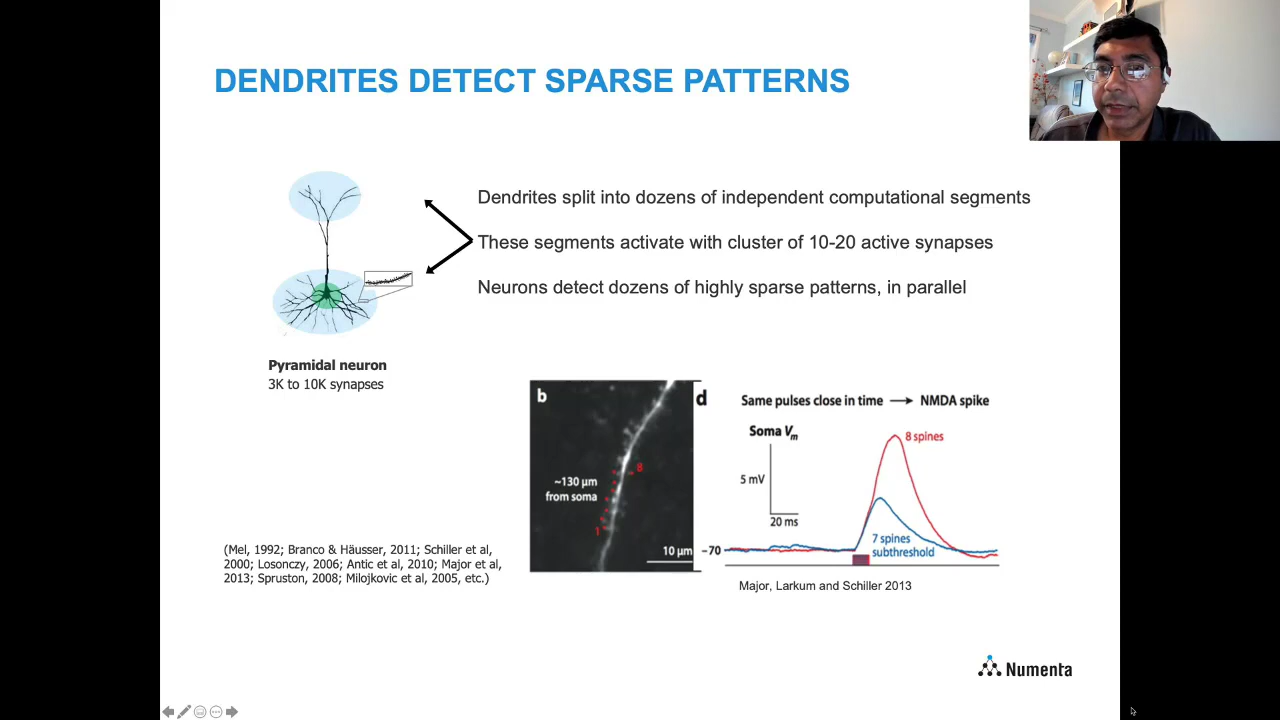 DENDRITES DETECT SPARSE PATTERNS
Dendrites split into dozens of independent computational segments
These segments activate with cluster of 10-20 active synapses
Neurons detect dozens of highly sparse patterns, in parallel
Pyramidal neuron
3K to 10K synapses
b
~130 μm
from soma
8
1
10 μm
d
Same pulses close in time → NMDA spike
Soma Vm
8 spines
5 mV
20 ms
7 spines
subthreshold
−70
Major, Larkum and Schiller 2013
(Mel, 1992; Branco & Häusser, 2011; Schiller et al,
2000; Losonczy, 2006; Antic et al, 2010; Major et al,
2013; Spruston, 2008; Milojkovic et al, 2005, etc.)
Numenta